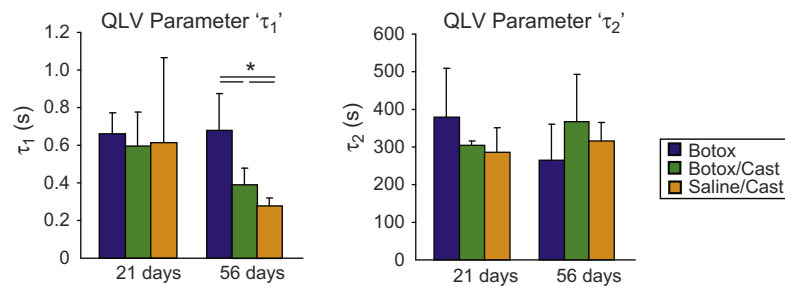 QLV Parameter ‘τ1’
1.2
1.0
0.8
0.6
0.4
0.2
0
τ1 (s)
*
21 days
56 days
QLV Parameter ‘τ2’
600
500
400
300
200
100
0
τ2 (s)
21 days
56 days
Botox
Botox/Cast
Saline/Cast